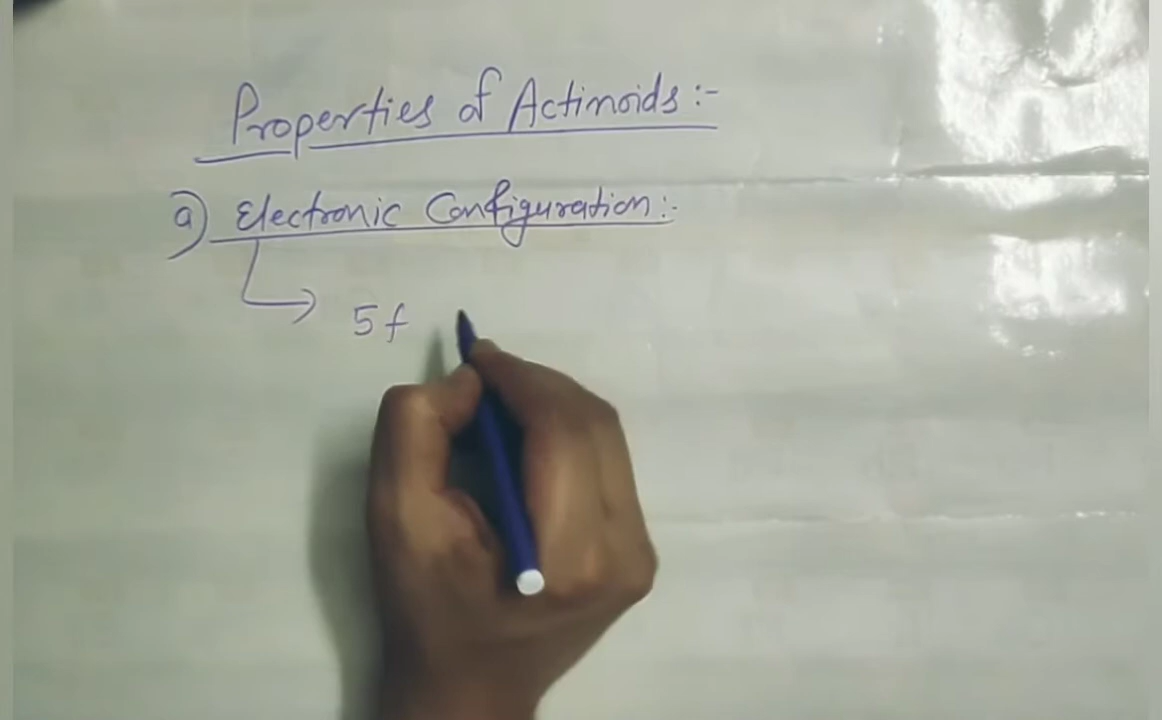 Properties of Actinoids :-
a) Electronic Configuration :-
5f